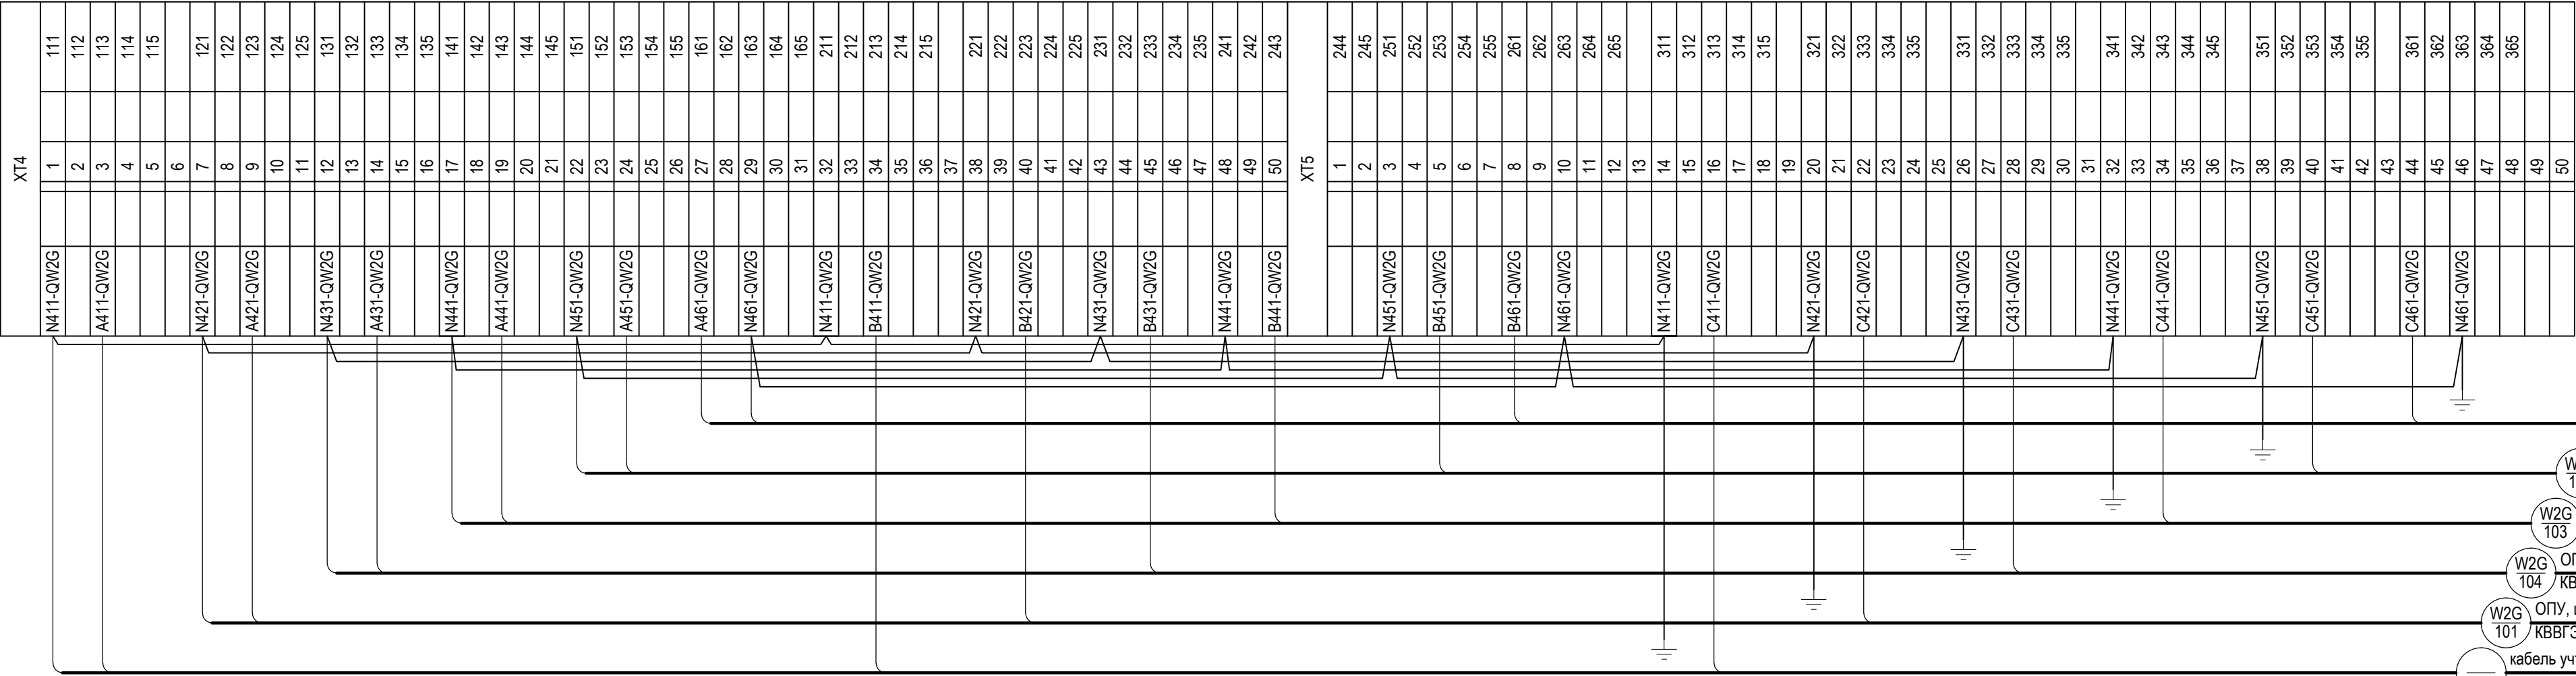 XT4
111 112 113 114 115 121 122 123 124 125 131 132 133 134 135 141 142 143 144 145 151 152 153 154 155 161 162 163 164 165 211 212 213 214 215 221 222 223 224 225 231 232 233 234 235 241 242 243
1 2 3 4 5 6 7 8 9 10 11 12 13 14 15 16 17 18 19 20 21 22 23 24 25 26 27 28 29 30 31 32 33 34 35 36 37 38 39 40 41 42 43 44 45 46 47 48 49 50
N411-QW2G A411-QW2G N421-QW2G A421-QW2G N431-QW2G A431-QW2G N441-QW2G A441-QW2G N451-QW2G A451-QW2G A461-QW2G N461-QW2G N411-QW2G B411-QW2G N421-QW2G B421-QW2G N431-QW2G B431-QW2G N441-QW2G B441-QW2G
XT5
244 245 251 252 253 254 255 261 262 263 264 265 311 312 313 314 315 321 322 333 334 335 331 332 333 334 335 341 342 343 344 345 351 352 353 354 355 361 362 363 364 365
1 2 3 4 5 6 7 8 9 10 11 12 13 14 15 16 17 18 19 20 21 22 23 24 25 26 27 28 29 30 31 32 33 34 35 36 37 38 39 40 41 42 43 44 45 46 47 48 49 50
N451-QW2G B451-QW2G B461-QW2G N461-QW2G N411-QW2G C411-QW2G N421-QW2G C421-QW2G N431-QW2G C431-QW2G N441-QW2G C441-QW2G N451-QW2G C451-QW2G C461-QW2G N461-QW2G
W2G
103
W2G
104
W2G
101
ОПУ,
КВВГЭ
кабель